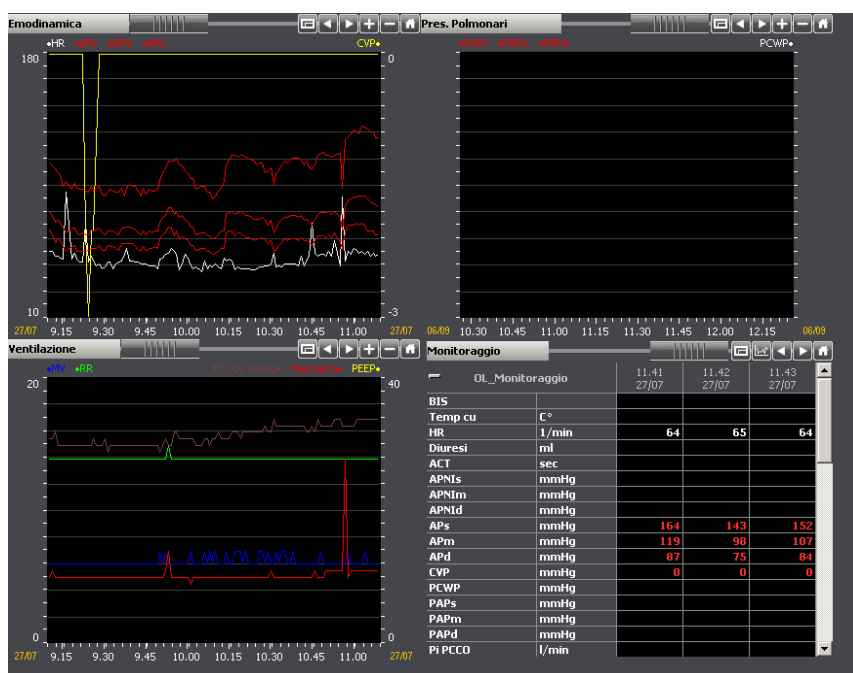 Emodinamica
HR APs APm APd CVP
180 0
10 -3
27/07 9.15 9.30 9.45 10.00 10.15 10.30 10.45 11.00 27/07
Pres. Polmonari
PAPs PAPm PAPd PCWP
06/09 10.30 10.45 11.00 11.15 11.30 11.45 12.00 12.15 06/09
Ventilazione
MV RR ETCO2 mmHg PEEP
20 40
0 0
27/07 9.15 9.30 9.45 10.00 10.15 10.30 10.45 11.00 27/07
Monitoraggio
OL_Monitoraggio 11.41 11.42 11.43
27/07 27/07 27/07
BIS
Temp cu C°
HR 1/min 64 65 64
Diuresi ml
ACT sec
APNIs mmHg
APNIm mmHg
APNId mmHg
APs mmHg 164 143 152
APm mmHg 119 98 107
APd mmHg 87 75 84
CVP mmHg 0 0 0
PCWP mmHg
PAPs mmHg
PAPm mmHg
PAPd mmHg
Pi PCCO l/min